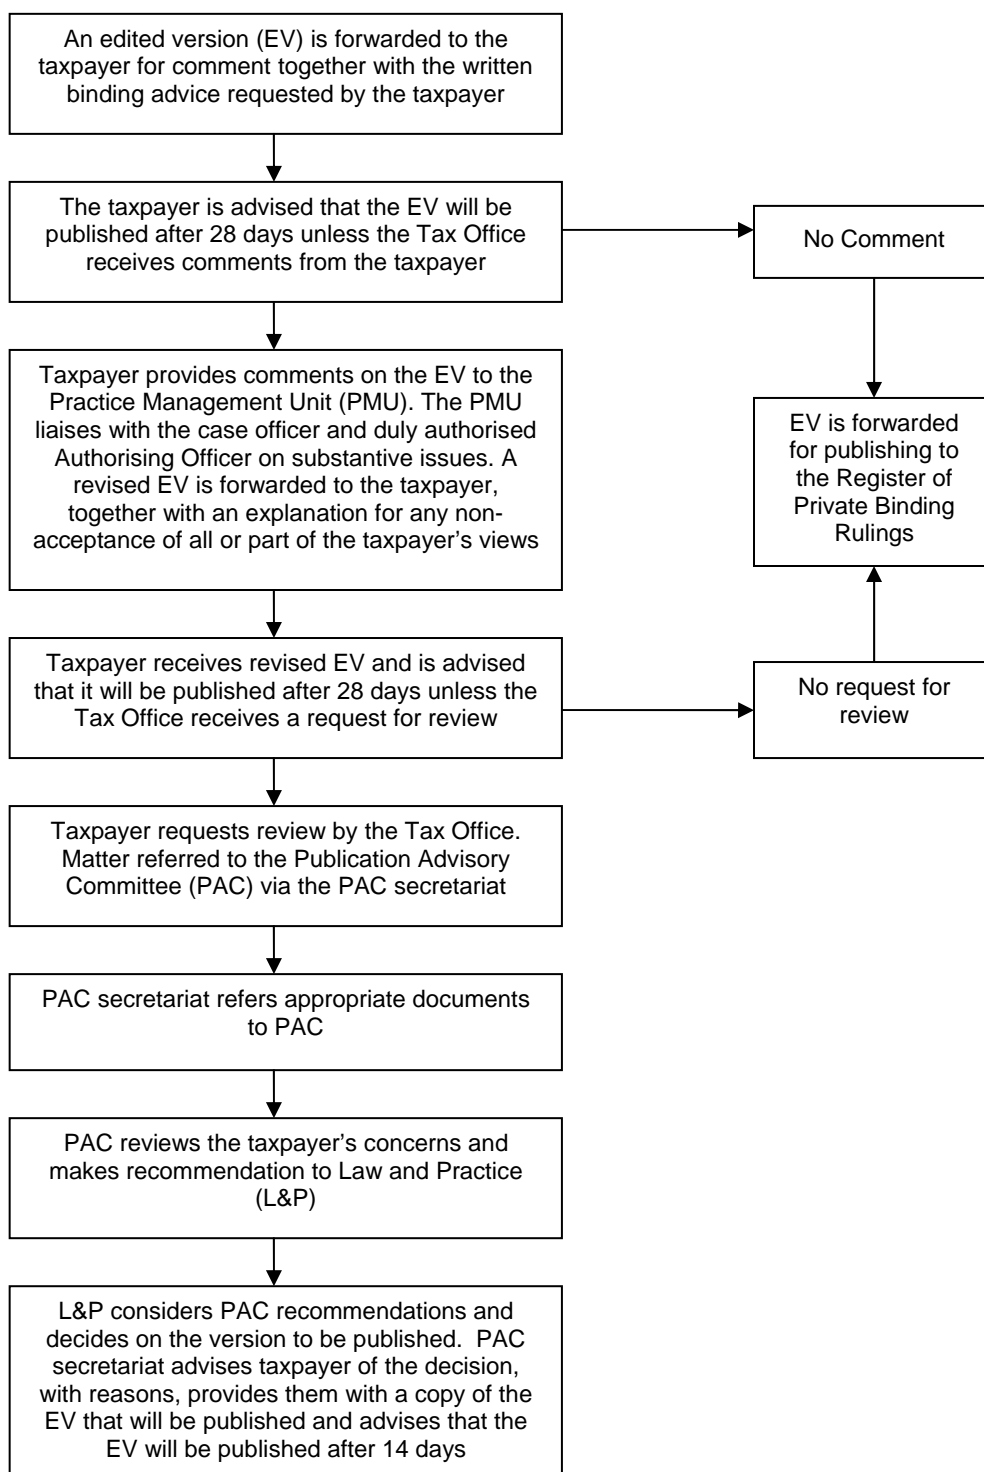 An edited version (EV) is forwarded to the
taxpayer for comment together with the written
binding advice requested by the taxpayer
The taxpayer is advised that the EV will be
published after 28 days unless the Tax Office
receives comments from the taxpayer
No Comment
Taxpayer provides comments on the EV to the
Practice Management Unit (PMU). The PMU
liaises with the case officer and duly authorised
Authorising Officer on substantive issues. A
revised EV is forwarded to the taxpayer,
together with an explanation for any non-
acceptance of all or part of the taxpayer's views
EV is forwarded
for publishing to
the Register of
Private Binding
Rulings
Taxpayer receives revised EV and is advised
that it will be published after 28 days unless the
Tax Office receives a request for review
No request for
review
Taxpayer requests review by the Tax Office.
Matter referred to the Publication Advisory
Committee (PAC) via the PAC secretariat
PAC secretariat refers appropriate documents
to PAC
PAC reviews the taxpayer's concerns and
makes recommendation to Law and Practice
(L&P)
L&P considers PAC recommendations and
decides on the version to be published.  PAC
secretariat advises taxpayer of the decision,
with reasons, provides them with a copy of the
EV that will be published and advises that the
EV will be published after 14 days